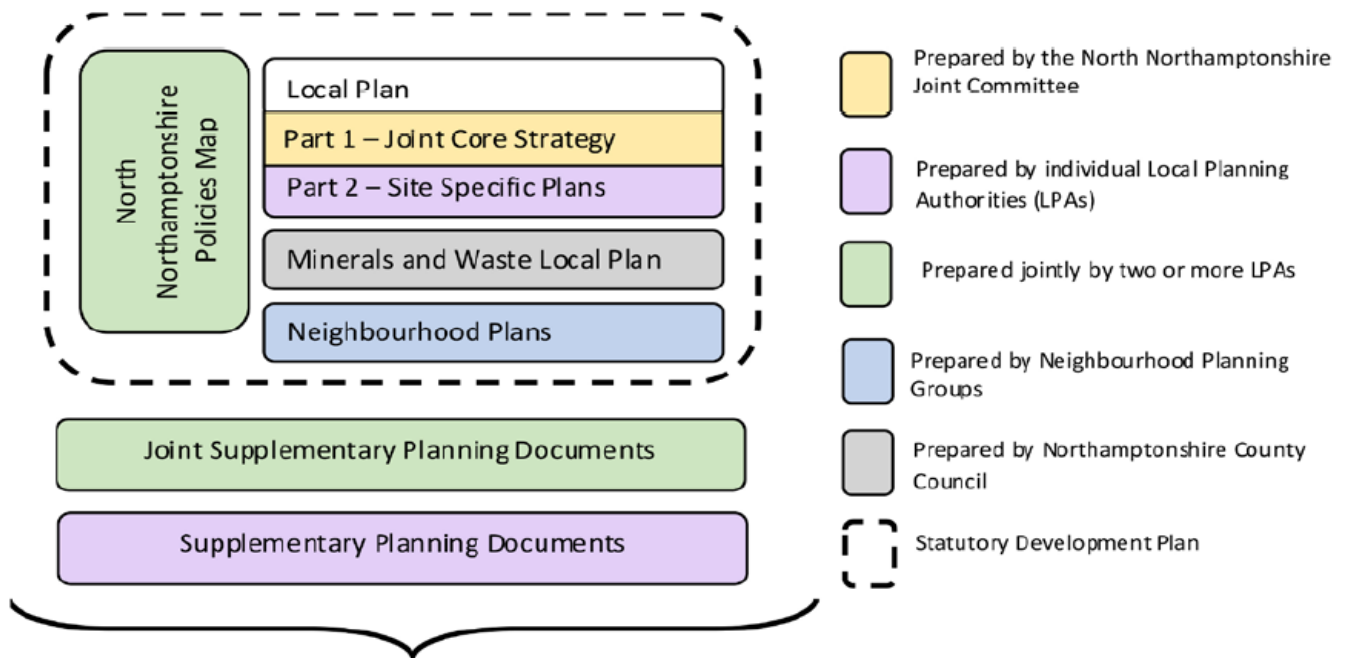 North
Northamptonshire
Policies Map
Local Plan
Part 1 – Joint Core Strategy
Part 2 – Site Specific Plans
Minerals and Waste Local Plan
Neighbourhood Plans
Joint Supplementary Planning Documents
Supplementary Planning Documents
Prepared by the North Northamptonshire
Joint Committee
Prepared by individual Local Planning
Authorities (LPAs)
Prepared jointly by two or more LPAs
Prepared by Neighbourhood Planning
Groups
Prepared by Northamptonshire County
Council
Statutory Development Plan